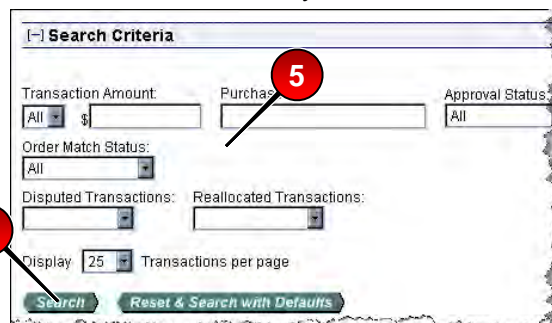 [-] Search Criteria
5
Transaction Amount: Purchas Approval Status
All $ All
Order Match Status:
All
Disputed Transactions: Reallocated Transactions:
Display 25 Transactions per page
Search Reset & Search with Defaults